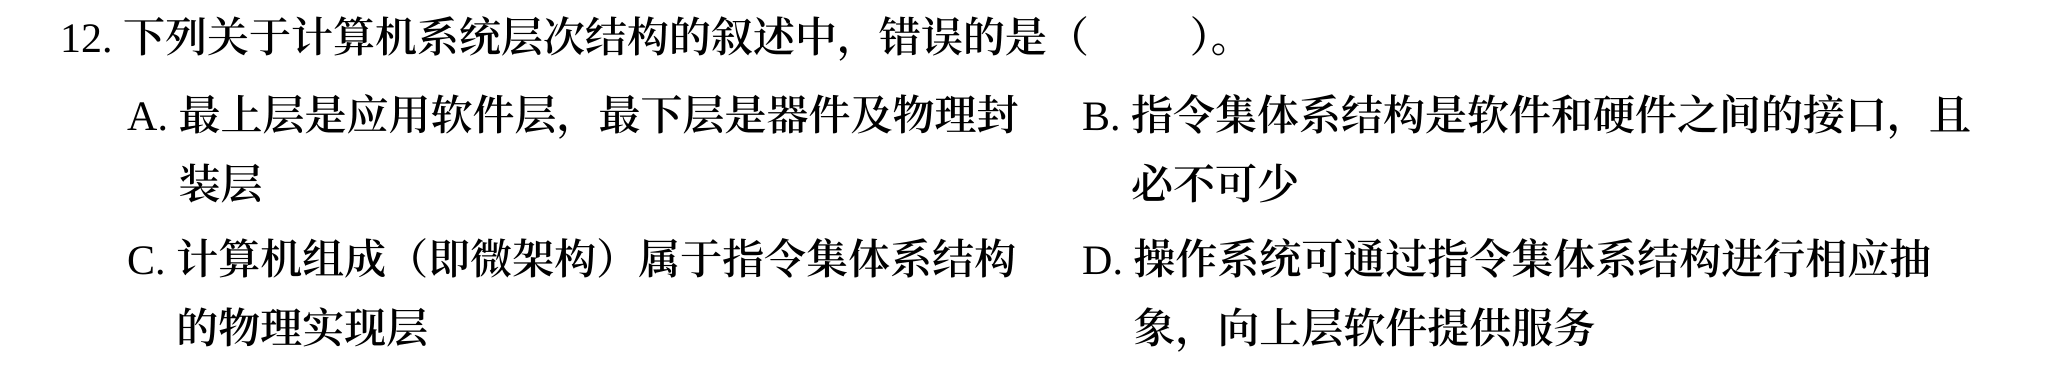 12. 下列关于计算机系统层次结构的叙述中，错误的是（　　）。
A. 最上层是应用软件层，最下层是器件及物理封
装层
B. 指令集体系结构是软件和硬件之间的接口，且
必不可少
C. 计算机组成（即微架构）属于指令集体系结构
的物理实现层
D. 操作系统可通过指令集体系结构进行相应抽
象，向上层软件提供服务